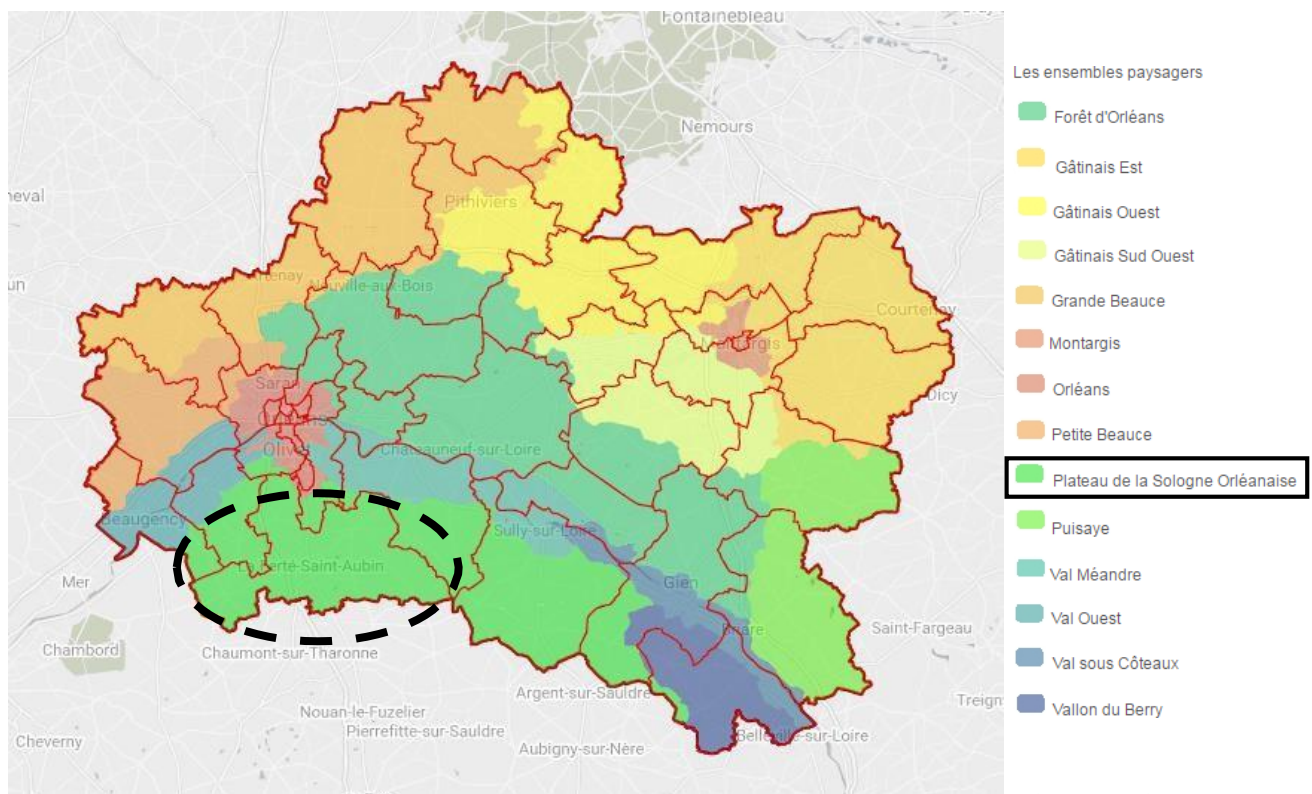 Fontainebleau
Nemours
Pithiviers
Neuville-aux-Bois
Courtenay
Montargis
Saran
Orléans
Dicy
Olivet
Châteauneuf-sur-Loire
Beaugency
Sully-sur-Loire
La Ferté-Saint-Aubin
Mer
Gien
Briare
Saint-Fargeau
Chambord
Chaumont-sur-Tharonne
Argent-sur-Sauldre
Nouan-le-Fuzelier
Pierrefitte-sur-Sauldre
Cheverny
Aubigny-sur-Nère
Belleville-sur-Loire
Treign
Les ensembles paysagers
Forêt d'Orléans
Gâtinais Est
Gâtinais Ouest
Gâtinais Sud Ouest
Grande Beauce
Montargis
Orléans
Petite Beauce
Plateau de la Sologne Orléanaise
Puisaye
Val Méandre
Val Ouest
Val sous Côteaux
Vallon du Berry